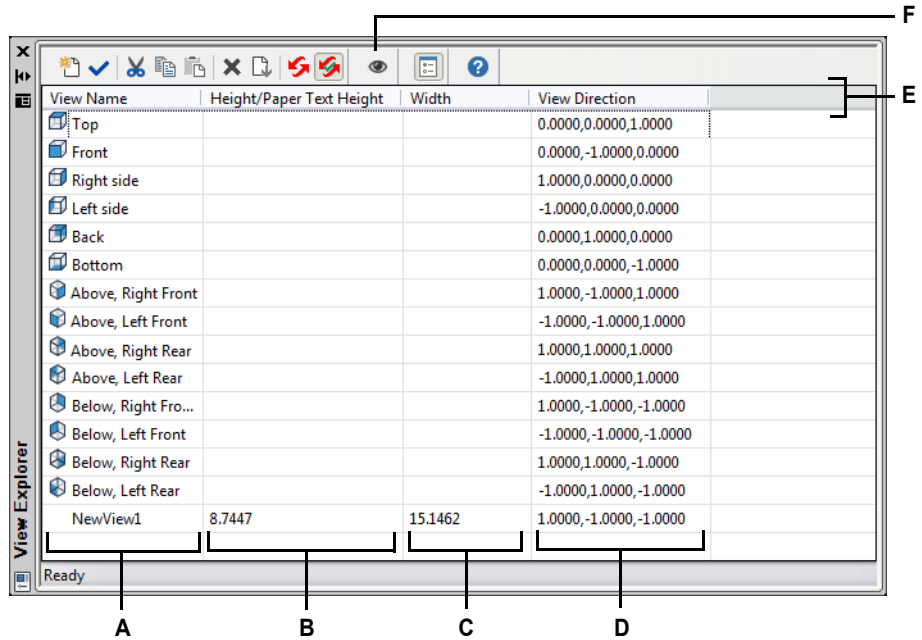 F
E
View Name Height/Paper Text Height Width View Direction
Top 0.0000,0.0000,1.0000
Front 0.0000,-1.0000,0.0000
Right side 1.0000,0.0000,0.0000
Left side -1.0000,0.0000,0.0000
Back 0.0000,1.0000,0.0000
Bottom 0.0000,0.0000,-1.0000
Above, Right Front 1.0000,-1.0000,1.0000
Above, Left Front -1.0000,-1.0000,1.0000
Above, Right Rear 1.0000,1.0000,1.0000
Above, Left Rear -1.0000,1.0000,1.0000
Below, Right Fro... 1.0000,-1.0000,-1.0000
Below, Left Front -1.0000,-1.0000,-1.0000
Below, Right Rear 1.0000,1.0000,-1.0000
Below, Left Rear -1.0000,1.0000,-1.0000
NewView1 8.7447 15.1462 1.0000,-1.0000,-1.0000
View Explorer
Ready
A B C D